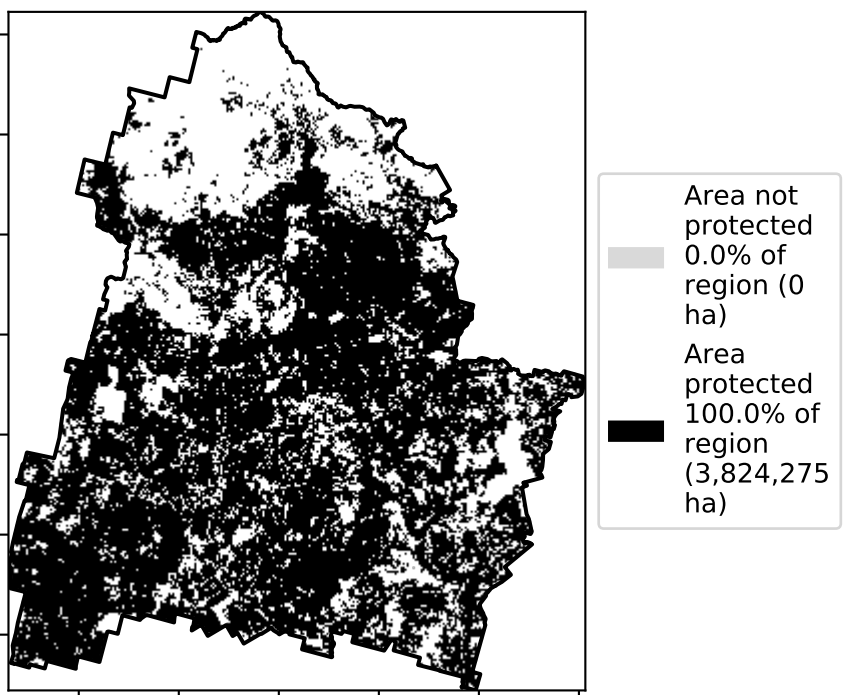 Area not
protected
0.0% of
region (0
ha)
Area
protected
100.0% of
region
(3,824,275
ha)